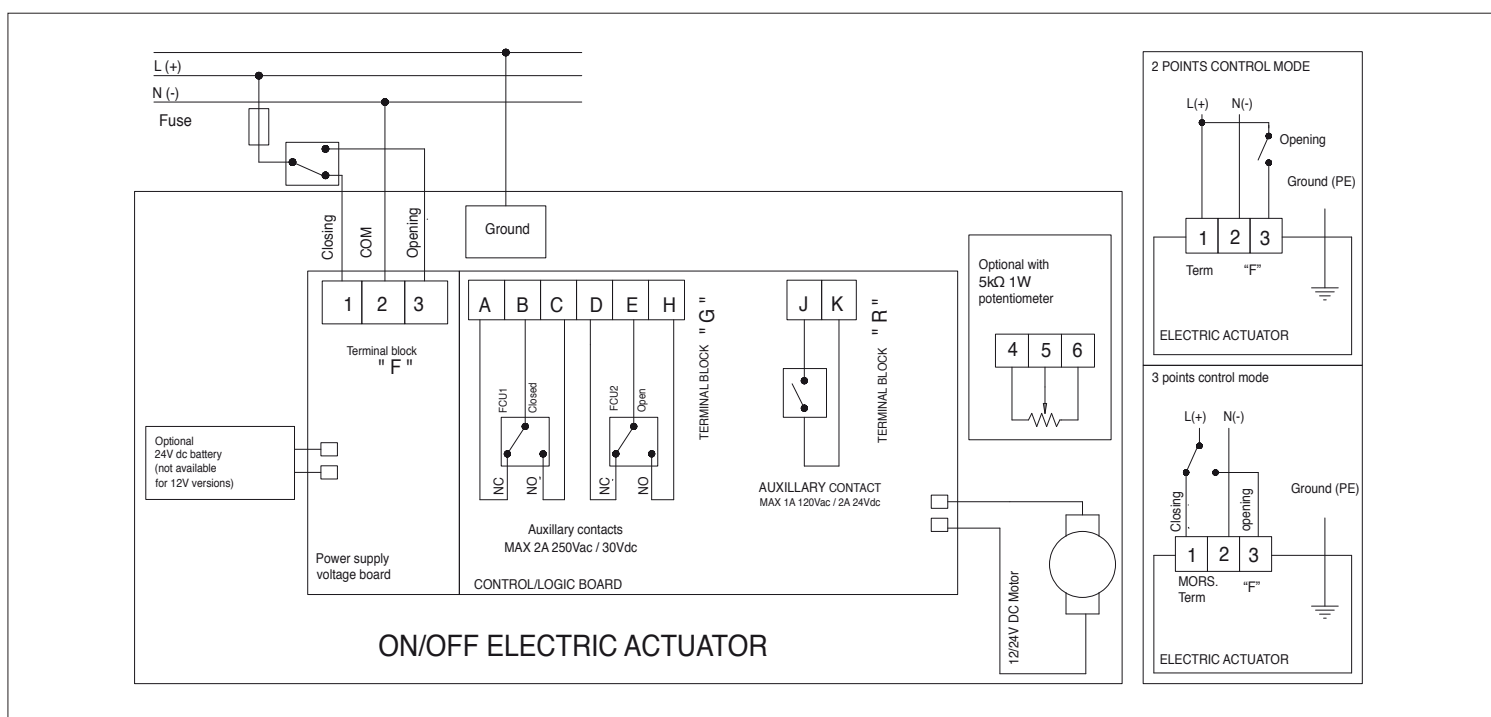 L (+)
N (-)
Fuse
Closing
COM
Opening
Ground
1 2 3
Terminal block
" F "
A B C D E H
TERMINAL BLOCK " G "
FCU1
Closed
FCU2
Open
NC
NO
NC
NO
Auxillary contacts
MAX 2A 250Vac / 30Vdc
J K
TERMINAL BLOCK " R "
AUXILLARY CONTACT
MAX 1A 120Vac / 2A 24Vdc
Optional with
5kΩ 1W
potentiometer
4 5 6
Optional
24V dc battery
(not available
for 12V versions)
Power supply
voltage board
CONTROL/LOGIC BOARD
12/24V DC Motor
ON/OFF ELECTRIC ACTUATOR
2 POINTS CONTROL MODE
L(+) N(-)
Opening
Ground (PE)
1 2 3
Term "F"
ELECTRIC ACTUATOR
3 points control mode
L(+) N(-)
Closing
opening
Ground (PE)
1 2 3
MORS.
Term "F"
ELECTRIC ACTUATOR